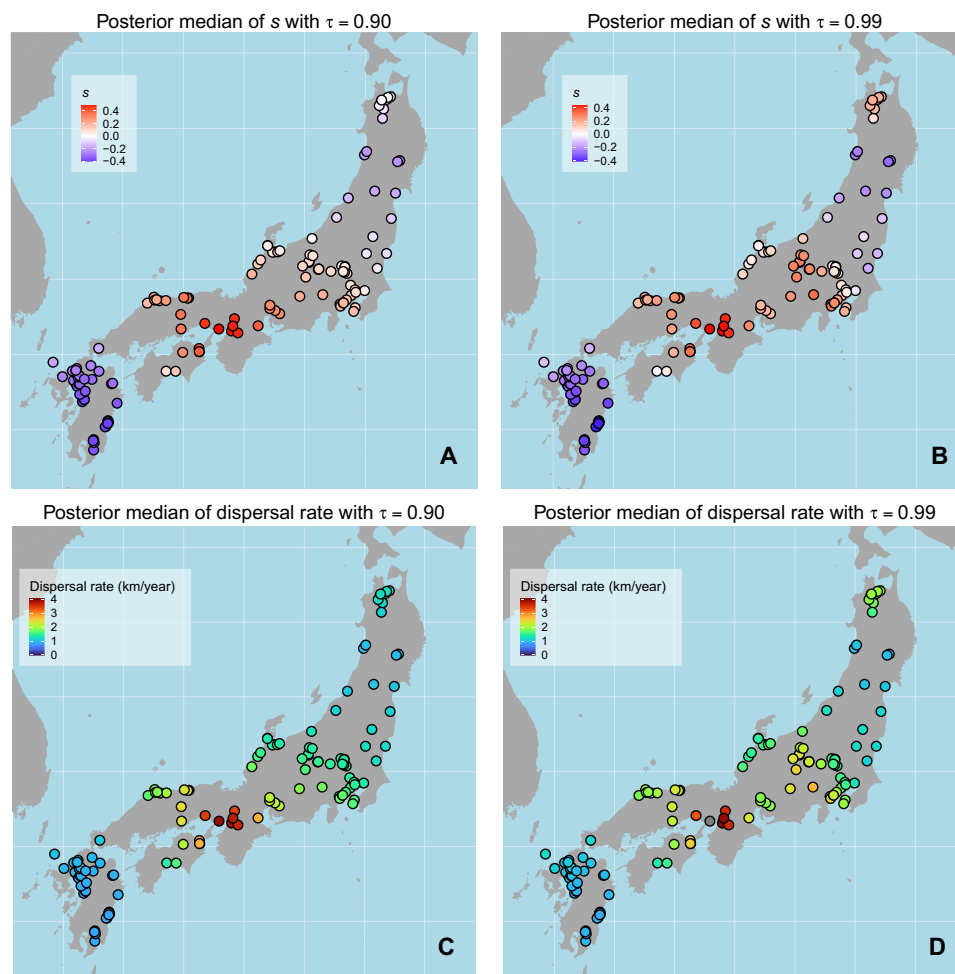 Posterior median of s with τ = 0.90
s
0.4
0.2
0.0
−0.2
−0.4
A
Posterior median of s with τ = 0.99
s
0.4
0.2
0.0
−0.2
−0.4
B
Posterior median of dispersal rate with τ = 0.90
Dispersal rate (km/year)
4
3
2
1
0
C
Posterior median of dispersal rate with τ = 0.99
Dispersal rate (km/year)
4
3
2
1
0
D